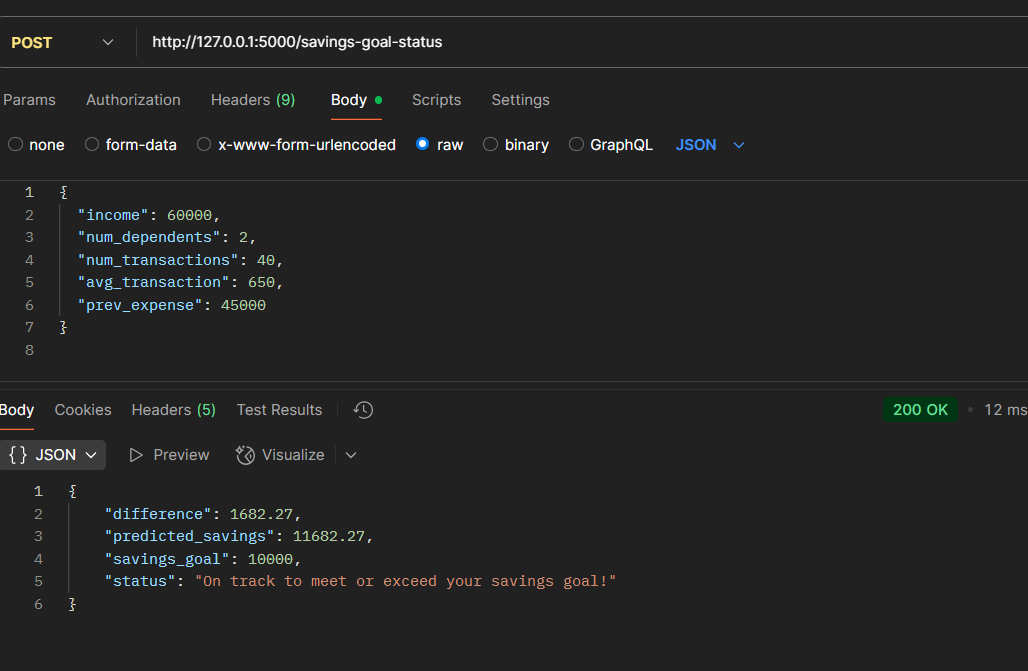 POST http://127.0.0.1:5000/savings-goal-status
Params Authorization Headers (9) Body Scripts Settings
none form-data x-www-form-urlencoded raw binary GraphQL JSON
1 {
2 "income": 60000,
3 "num_dependents": 2,
4 "num_transactions": 40,
5 "avg_transaction": 650,
6 "prev_expense": 45000
7 }
8
Body Cookies Headers (5) Test Results 200 OK • 12 ms
{} JSON Preview Visualize
1 {
2 "difference": 1682.27,
3 "predicted_savings": 11682.27,
4 "savings_goal": 10000,
5 "status": "On track to meet or exceed your savings goal!"
6 }